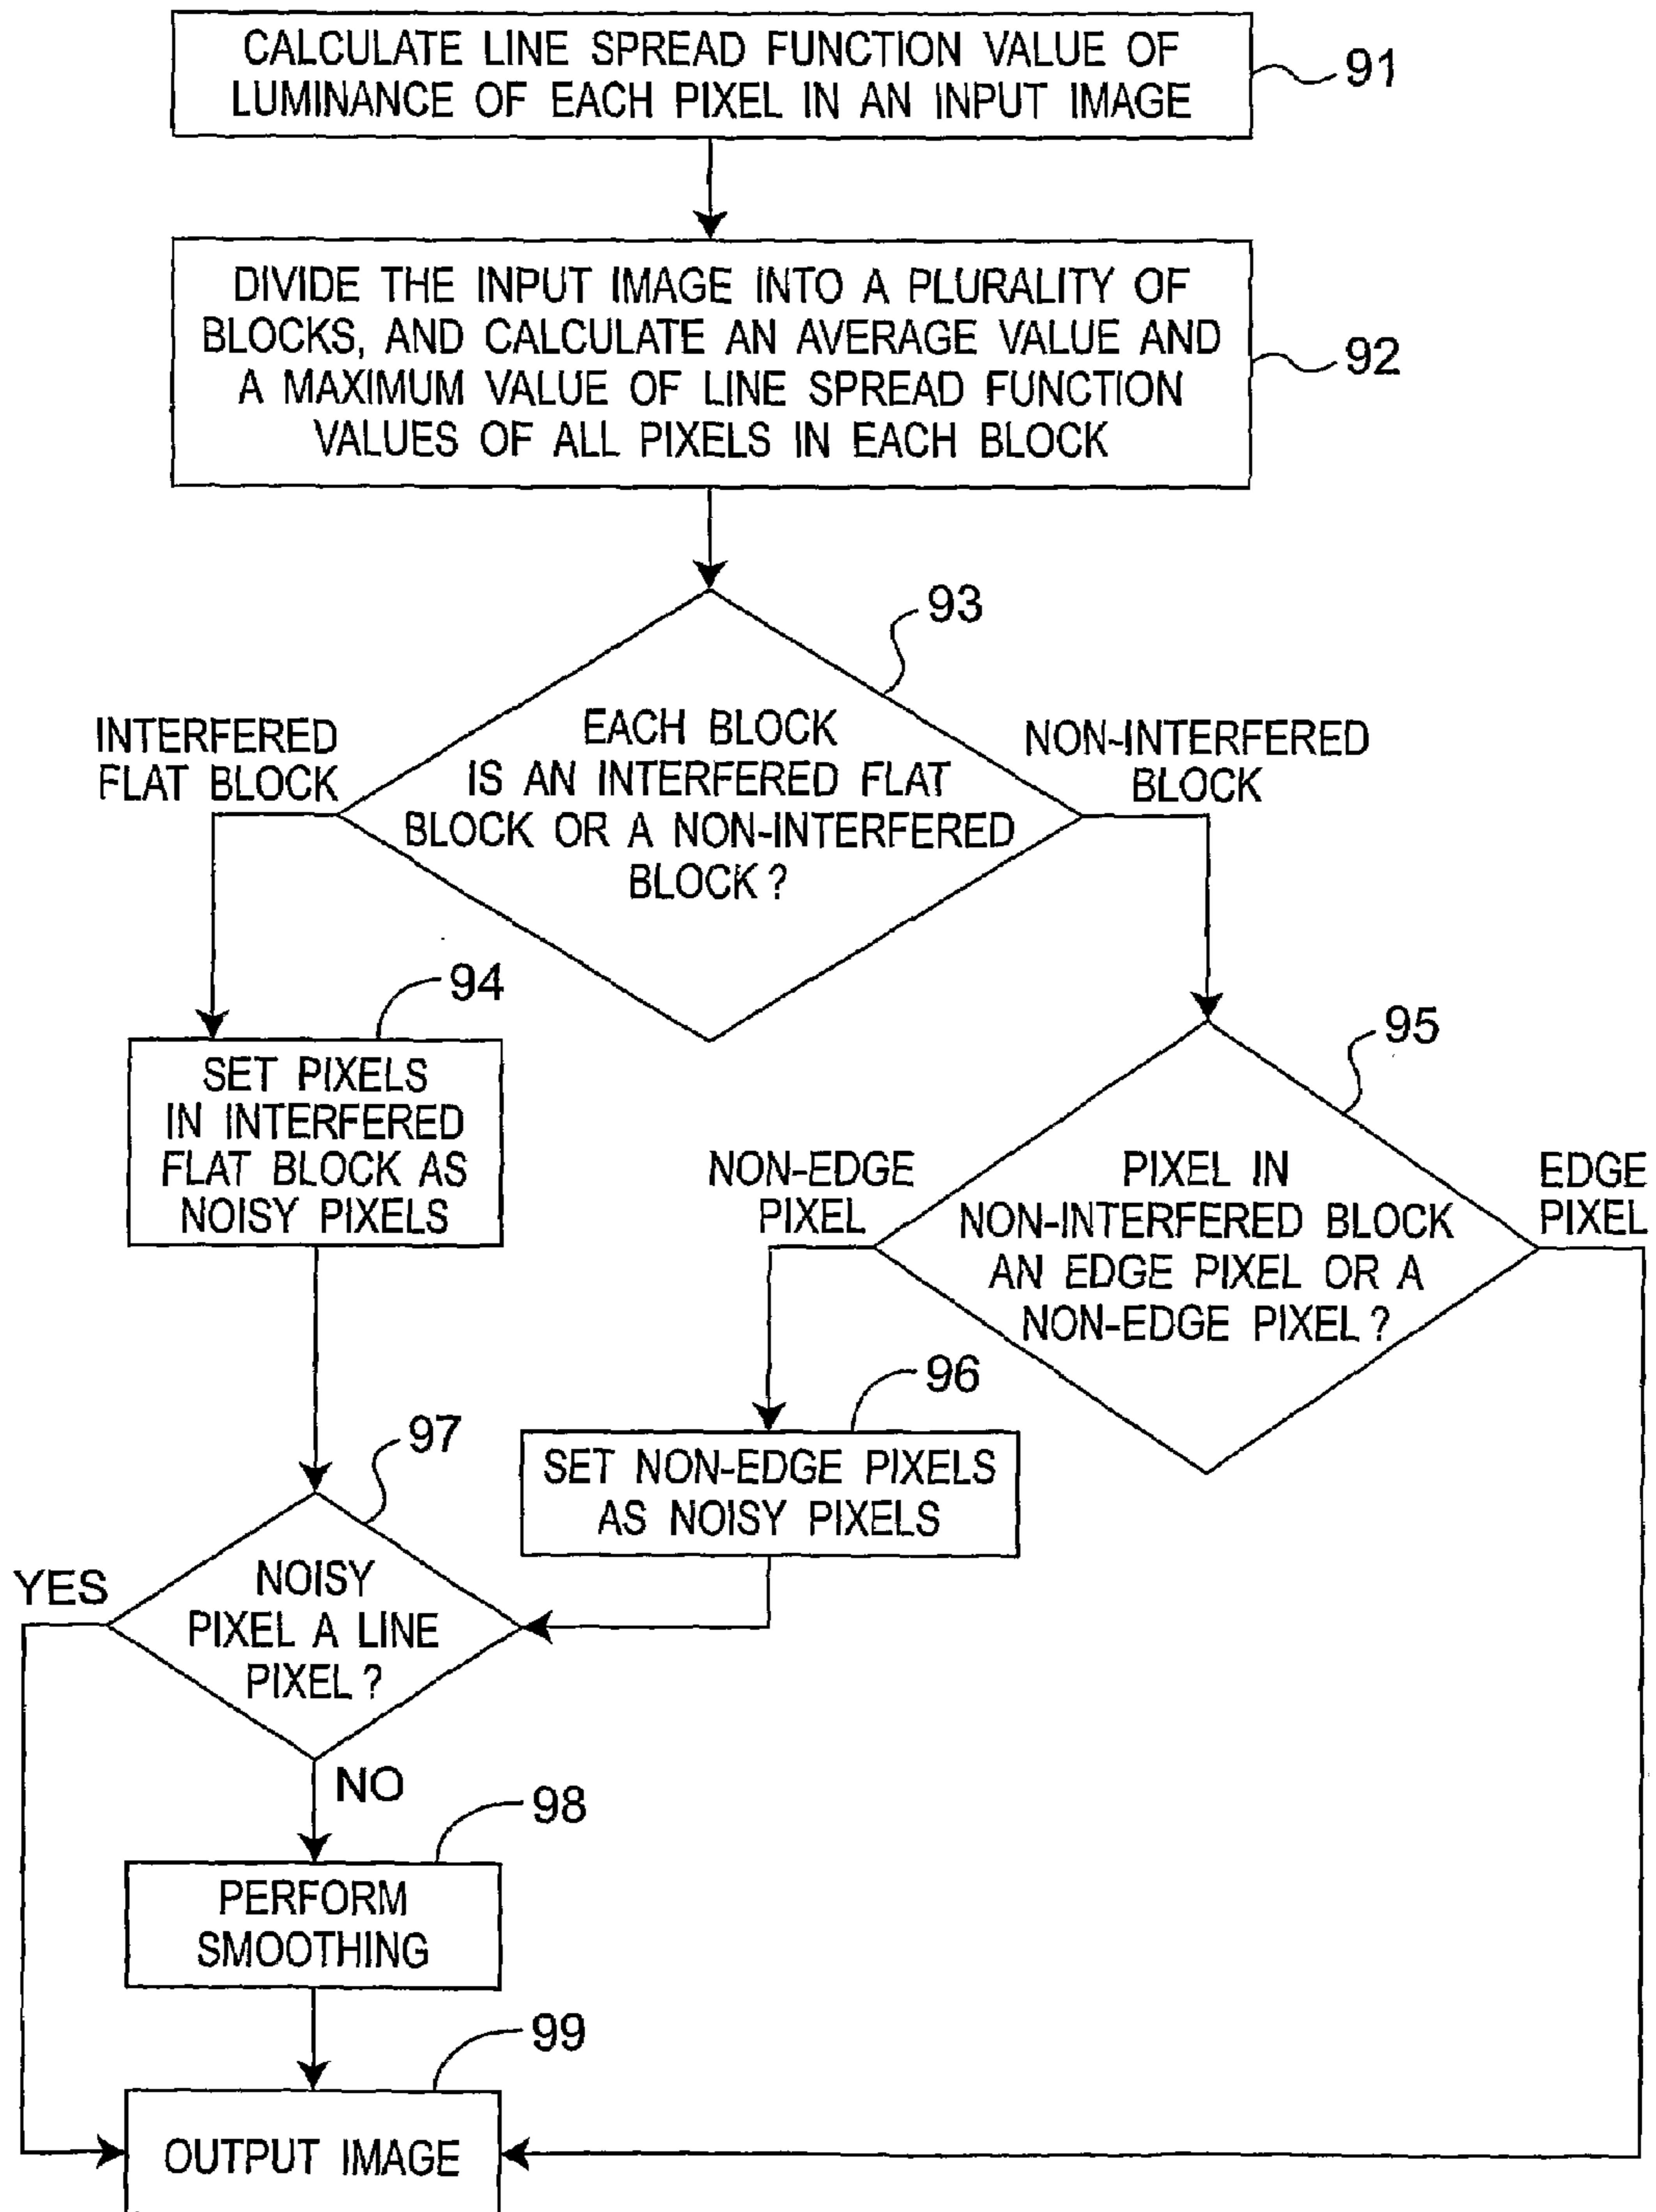 CALCULATE LINE SPREAD FUNCTION VALUE OF
LUMINANCE OF EACH PIXEL IN AN INPUT IMAGE
91
DIVIDE THE INPUT IMAGE INTO A PLURALITY OF
BLOCKS, AND CALCULATE AN AVERAGE VALUE AND
A MAXIMUM VALUE OF LINE SPREAD FUNCTION
VALUES OF ALL PIXELS IN EACH BLOCK
92
93
EACH BLOCK
IS AN INTERFERED FLAT
BLOCK OR A NON-INTERFERED
BLOCK?
INTERFERED
FLAT BLOCK
NON-INTERFERED
BLOCK
94
SET PIXELS
IN INTERFERED
FLAT BLOCK AS
NOISY PIXELS
95
PIXEL IN
NON-INTERFERED BLOCK
AN EDGE PIXEL OR A
NON-EDGE PIXEL?
NON-EDGE
PIXEL
EDGE
PIXEL
96
SET NON-EDGE PIXELS
AS NOISY PIXELS
97
NOISY
PIXEL A LINE
PIXEL?
YES
NO
98
PERFORM
SMOOTHING
99
OUTPUT IMAGE